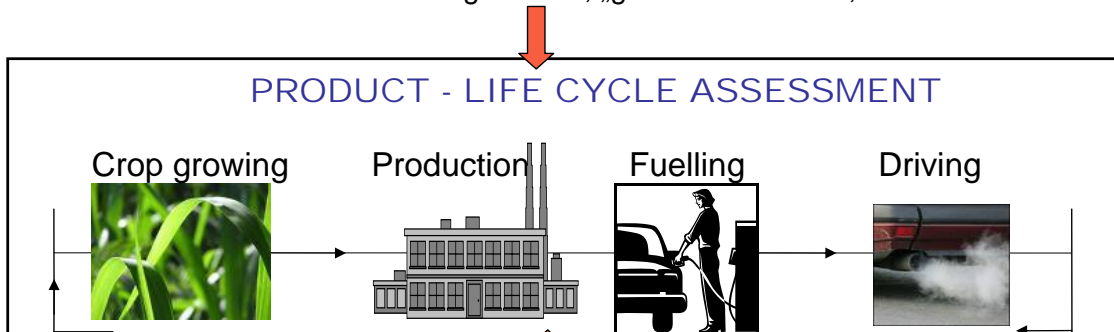 PRODUCT - LIFE CYCLE ASSESSMENT
Crop growing Production Fuelling Driving